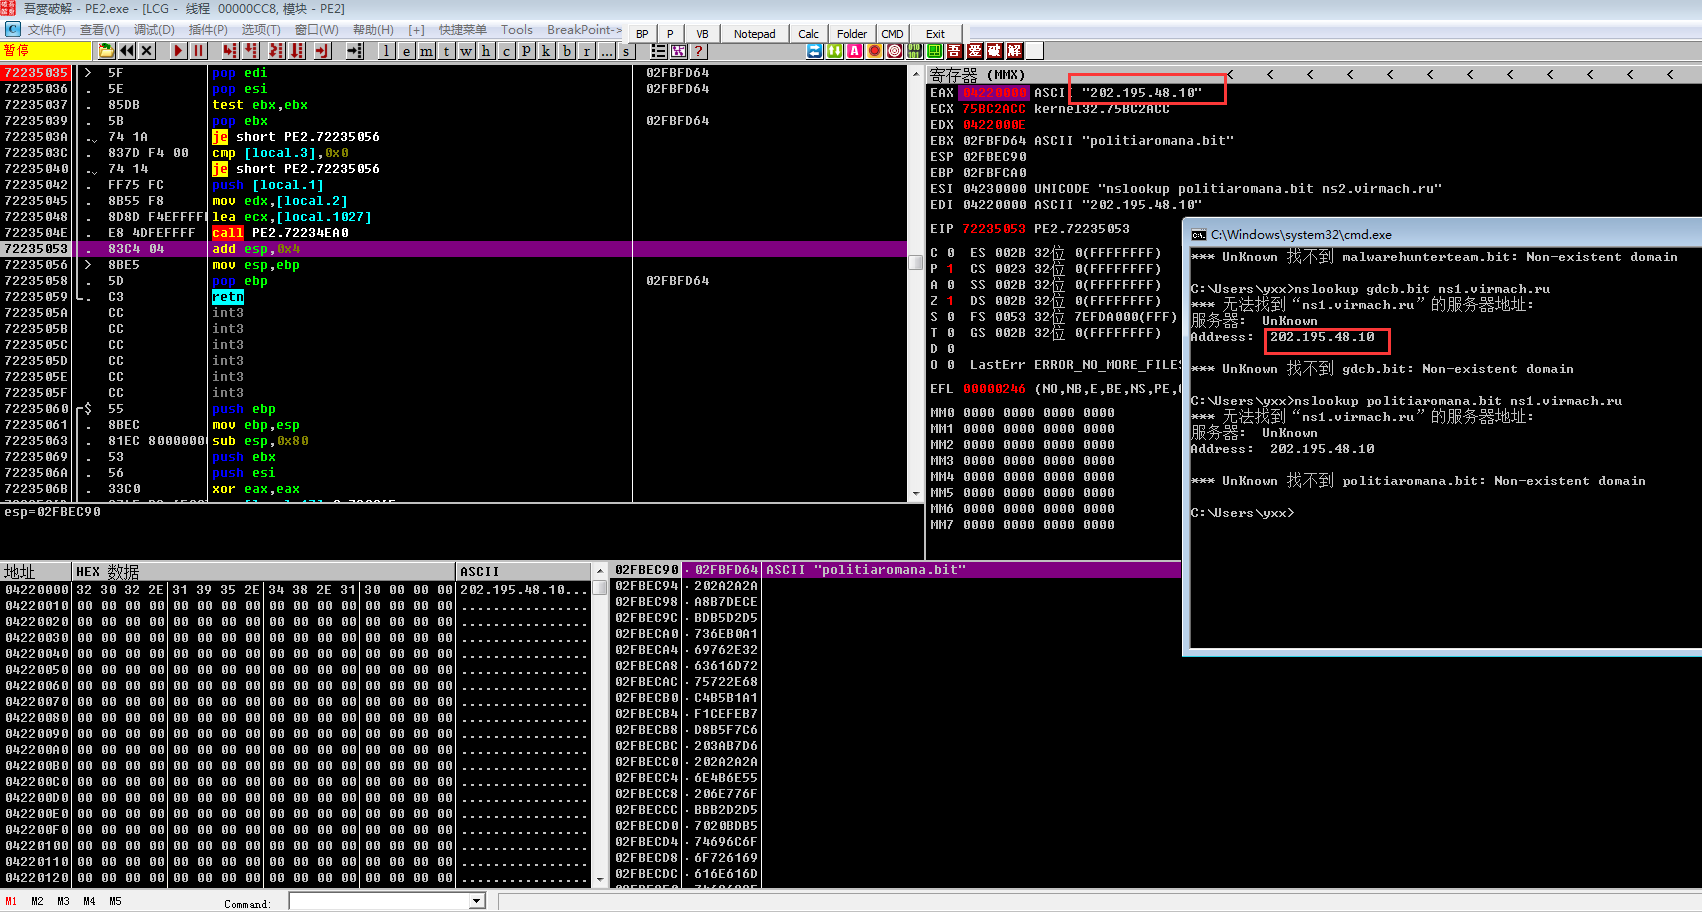 吾爱破解 - PE2.exe - [LCG - 线程 00000CC8, 模块 - PE2]
文件(F) 查看(V) 调试(D) 插件(P) 选项(T) 窗口(W) 帮助(H) [+] 快捷菜单 Tools BreakPoint->
BP P VB Notepad Calc Folder CMD Exit
暂停 l e m t w h c P k b r ... s ? 吾 爱 破 解
72235035 > 5F pop edi 02FBFD64
72235036 . 5E pop esi 02FBFD64
72235037 . 85DB test ebx,ebx
72235039 . 5B pop ebx 02FBFD64
7223503A . 74 1A je short PE2.72235056
7223503C . 837D F4 00 cmp [local.3],0x0
72235040 . 74 14 je short PE2.72235056
72235042 . FF75 FC push [local.1]
72235045 . 8B55 F8 mov edx,[local.2]
72235048 . 8D8D F4EFFFFF lea ecx,[local.1027]
7223504E . E8 4DFEFFFF call PE2.72234EA0
72235053 . 83C4 04 add esp,0x4
72235056 > 8BE5 mov esp,ebp
72235058 . 5D pop ebp 02FBFD64
72235059 . C3 retn
7223505A CC int3
7223505B CC int3
7223505C CC int3
7223505D CC int3
7223505E CC int3
7223505F CC int3
72235060 $ 55 push ebp
72235061 . 8BEC mov ebp,esp
72235063 . 81EC 8000000 sub esp,0x80
72235069 . 53 push ebx
7223506A . 56 push esi
7223506B . 33C0 xor eax,eax
esp=02FBEC90
寄存器 (MMX) < < < < < < < < < < < <
EAX 04220000 ASCII "202.195.48.10"
ECX 75BC2ACC kernel32.75BC2ACC
EDX 0422000E
EBX 02FBFD64 ASCII "politiaromana.bit"
ESP 02FBEC90
EBP 02FBFCA0
ESI 04230000 UNICODE "nslookup politiaromana.bit ns2.virmach.ru"
EDI 04220000 ASCII "202.195.48.10"
EIP 72235053 PE2.72235053
C 0 ES 002B 32位 0(FFFFFFFF)
P 1 CS 0023 32位 0(FFFFFFFF)
A 0 SS 002B 32位 0(FFFFFFFF)
Z 1 DS 002B 32位 0(FFFFFFFF)
S 0 FS 0053 32位 7EFDA000(FFF)
T 0 GS 002B 32位 0(FFFFFFFF)
D 0
O 0 LastErr ERROR_NO_MORE_FILES
EFL 00000246 (NO,NB,E,BE,NS,PE,
MM0 0000 0000 0000 0000
MM1 0000 0000 0000 0000
MM2 0000 0000 0000 0000
MM3 0000 0000 0000 0000
MM4 0000 0000 0000 0000
MM5 0000 0000 0000 0000
MM6 0000 0000 0000 0000
MM7 0000 0000 0000 0000
C:\Windows\system32\cmd.exe
*** UnKnown 找不到 malwarehunterteam.bit: Non-existent domain
C:\Users\yxx>nslookup gdcb.bit ns1.virmach.ru
*** 无法找到“ns1.virmach.ru”的服务器地址:
服务器: UnKnown
Address: 202.195.48.10
*** UnKnown 找不到 gdcb.bit: Non-existent domain
C:\Users\yxx>nslookup politiaromana.bit ns1.virmach.ru
*** 无法找到“ns1.virmach.ru”的服务器地址:
服务器: UnKnown
Address: 202.195.48.10
*** UnKnown 找不到 politiaromana.bit: Non-existent domain
C:\Users\yxx>
地址 HEX 数据 ASCII
04220000 32 30 32 2E 31 39 35 2E 34 38 2E 31 30 00 00 00 202.195.48.10...
04220010 00 00 00 00 00 00 00 00 00 00 00 00 00 00 00 00 ................
04220020 00 00 00 00 00 00 00 00 00 00 00 00 00 00 00 00 ................
04220030 00 00 00 00 00 00 00 00 00 00 00 00 00 00 00 00 ................
04220040 00 00 00 00 00 00 00 00 00 00 00 00 00 00 00 00 ................
04220050 00 00 00 00 00 00 00 00 00 00 00 00 00 00 00 00 ................
04220060 00 00 00 00 00 00 00 00 00 00 00 00 00 00 00 00 ................
04220070 00 00 00 00 00 00 00 00 00 00 00 00 00 00 00 00 ................
04220080 00 00 00 00 00 00 00 00 00 00 00 00 00 00 00 00 ................
04220090 00 00 00 00 00 00 00 00 00 00 00 00 00 00 00 00 ................
042200A0 00 00 00 00 00 00 00 00 00 00 00 00 00 00 00 00 ................
042200B0 00 00 00 00 00 00 00 00 00 00 00 00 00 00 00 00 ................
042200C0 00 00 00 00 00 00 00 00 00 00 00 00 00 00 00 00 ................
042200D0 00 00 00 00 00 00 00 00 00 00 00 00 00 00 00 00 ................
042200E0 00 00 00 00 00 00 00 00 00 00 00 00 00 00 00 00 ................
042200F0 00 00 00 00 00 00 00 00 00 00 00 00 00 00 00 00 ................
04220100 00 00 00 00 00 00 00 00 00 00 00 00 00 00 00 00 ................
04220110 00 00 00 00 00 00 00 00 00 00 00 00 00 00 00 00 ................
04220120 00 00 00 00 00 00 00 00 00 00 00 00 00 00 00 00 ................
02FBEC90 02FBFD64 ASCII "politiaromana.bit"
02FBEC94 202A2A2A
02FBEC98 A8B7DECE
02FBEC9C BDB5D2D5
02FBECA0 736EB0A1
02FBECA4 69762E32
02FBECA8 63616D72
02FBECAC 75722E68
02FBECB0 C4B5B1A1
02FBECB4 F1CEFEB7
02FBECB8 D8B5F7C6
02FBECBC 203AB7D6
02FBECC0 202A2A2A
02FBECC4 6E4B6E55
02FBECC8 206E776F
02FBECCC BBB2D2D5
02FBECD0 7020BDB5
02FBECD4 74696C6F
02FBECD8 6F726169
02FBECDC 616E616D
M1 M2 M3 M4 M5 Command: